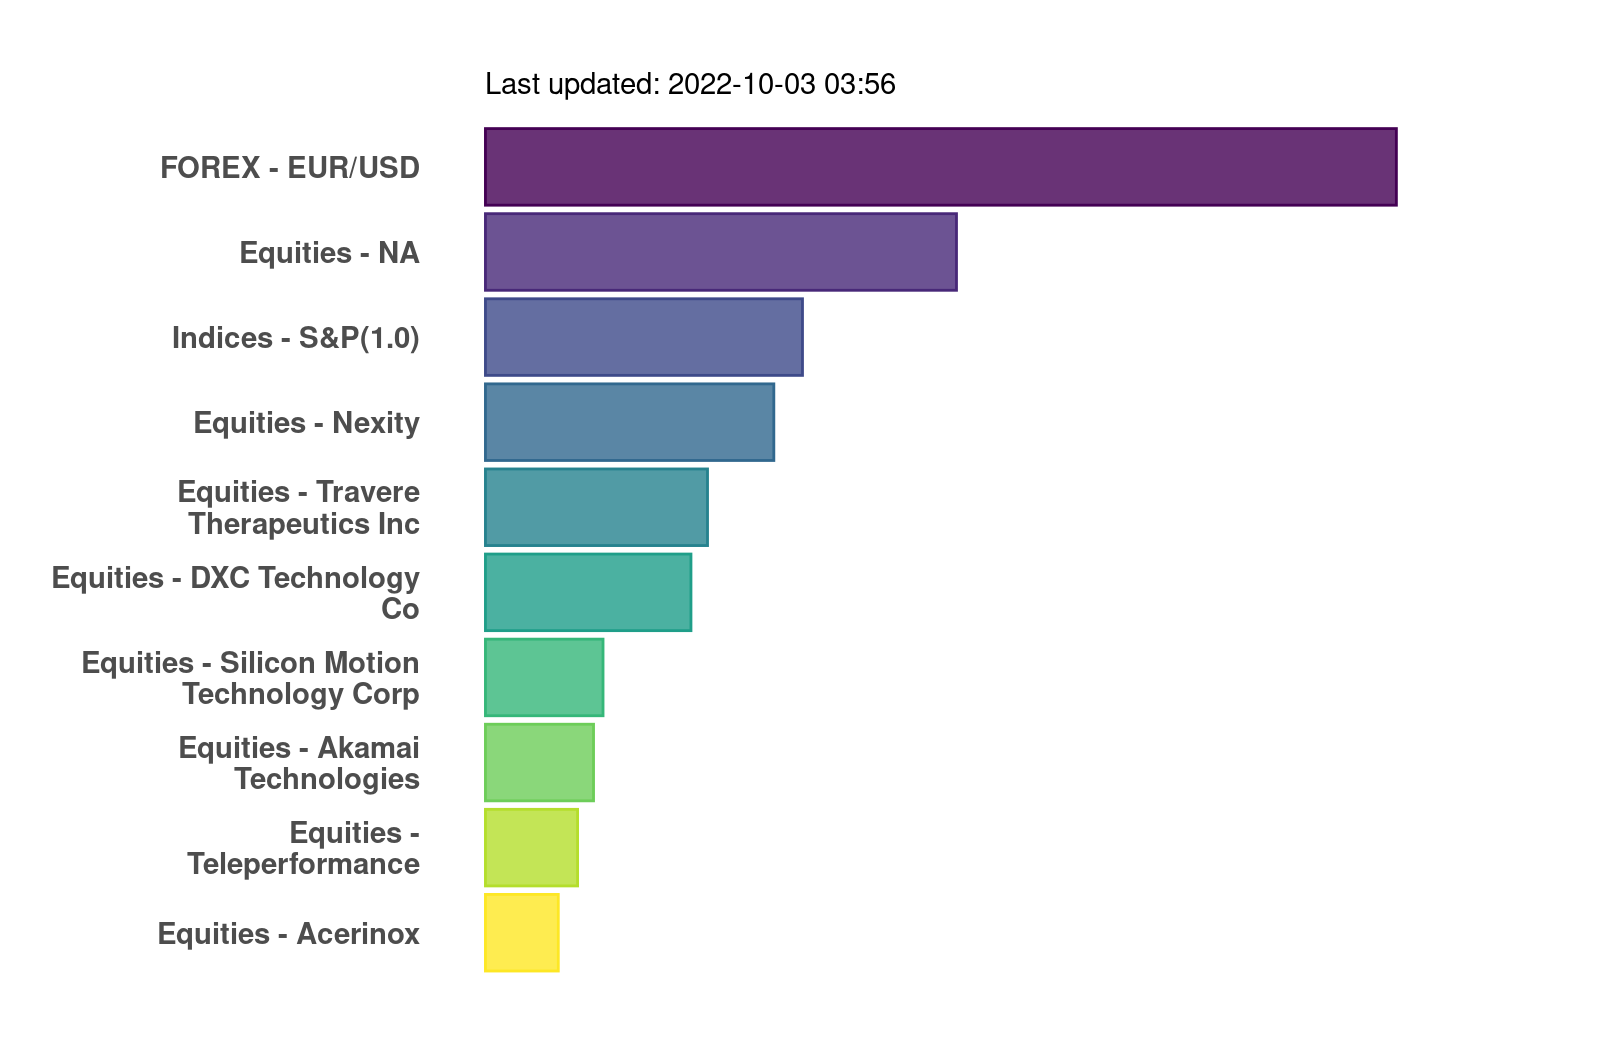 Last updated: 2022-10-03 03:56
FOREX - EUR/USD
Equities - NA
Indices - S&P(1.0)
Equities - Nexity
Equities - Travere
Therapeutics Inc
Equities - DXC Technology
Co
Equities - Silicon Motion
Technology Corp
Equities - Akamai
Technologies
Equities -
Teleperformance
Equities - Acerinox